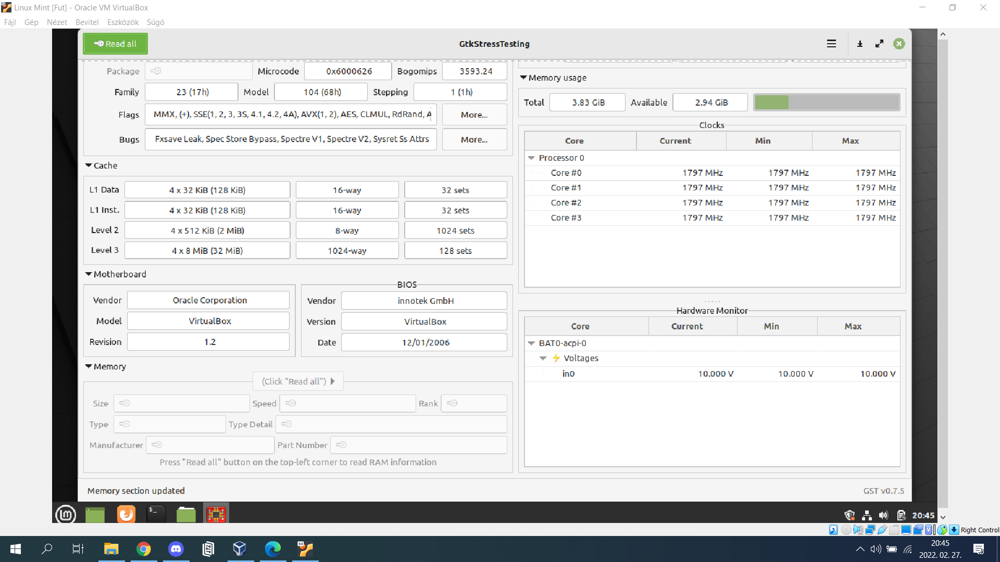 Linux Mint [Fut] - Oracle VM VirtualBox
Fájl Gép Nézet Bevitel Eszközök Súgó
Read all
GtkStressTesting
Package
Microcode 0x6000626 Bogomips 3593.24
Family 23 (17h) Model 104 (68h) Stepping 1 (1h)
Flags MMX, (+), SSE(1, 2, 3, 3S, 4.1, 4.2, 4A), AVX(1, 2), AES, CLMUL, RdRand, A More...
Bugs Fxsave Leak, Spec Store Bypass, Spectre V1, Spectre V2, Sysret Ss Attrs More...
Cache
L1 Data 4 x 32 KiB (128 KiB) 16-way 32 sets
L1 Inst. 4 x 32 KiB (128 KiB) 16-way 32 sets
Level 2 4 x 512 KiB (2 MiB) 8-way 1024 sets
Level 3 4 x 8 MiB (32 MiB) 1024-way 128 sets
Motherboard
Vendor Oracle Corporation
Model VirtualBox
Revision 1.2
BIOS
Vendor innotek GmbH
Version VirtualBox
Date 12/01/2006
Memory
(Click "Read all")
Size Speed Rank
Type Type Detail
Manufacturer Part Number
Press "Read all" button on the top-left corner to read RAM information
Memory usage
Total 3.83 GiB Available 2.94 GiB
Clocks
Core Current Min Max
Processor 0
Core #0 1797 MHz 1797 MHz 1797 MHz
Core #1 1797 MHz 1797 MHz 1797 MHz
Core #2 1797 MHz 1797 MHz 1797 MHz
Core #3 1797 MHz 1797 MHz 1797 MHz
Hardware Monitor
Core Current Min Max
BAT0-acpi-0
Voltages
in0 10.000 V 10.000 V 10.000 V
Memory section updated
GST v0.7.5
20:45
Right Control
64
20:45
2022. 02. 27.